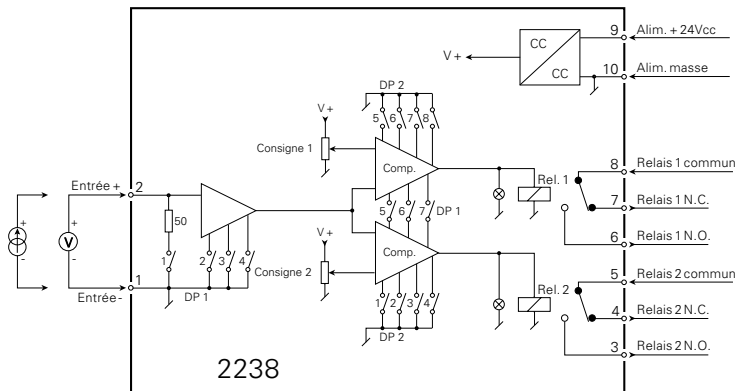 9 Alim. + 24Vcc
CC
V +
CC
10 Alim. masse
DP 2
V +
5 6 7 8
Consigne 1
Comp.
8 Relais 1 commun
Entrée + 2
Rel. 1
7 Relais 1 N.C.
50
5 6 7 DP 1
+
V
-
+
-
V +
6 Relais 1 N.O.
1 2 3 4
Comp.
Consigne 2
5 Relais 2 commun
1
Entrée -
DP 1
1 2 3 4
Rel. 2
4 Relais 2 N.C.
DP 2
3 Relais 2 N.O.
2238